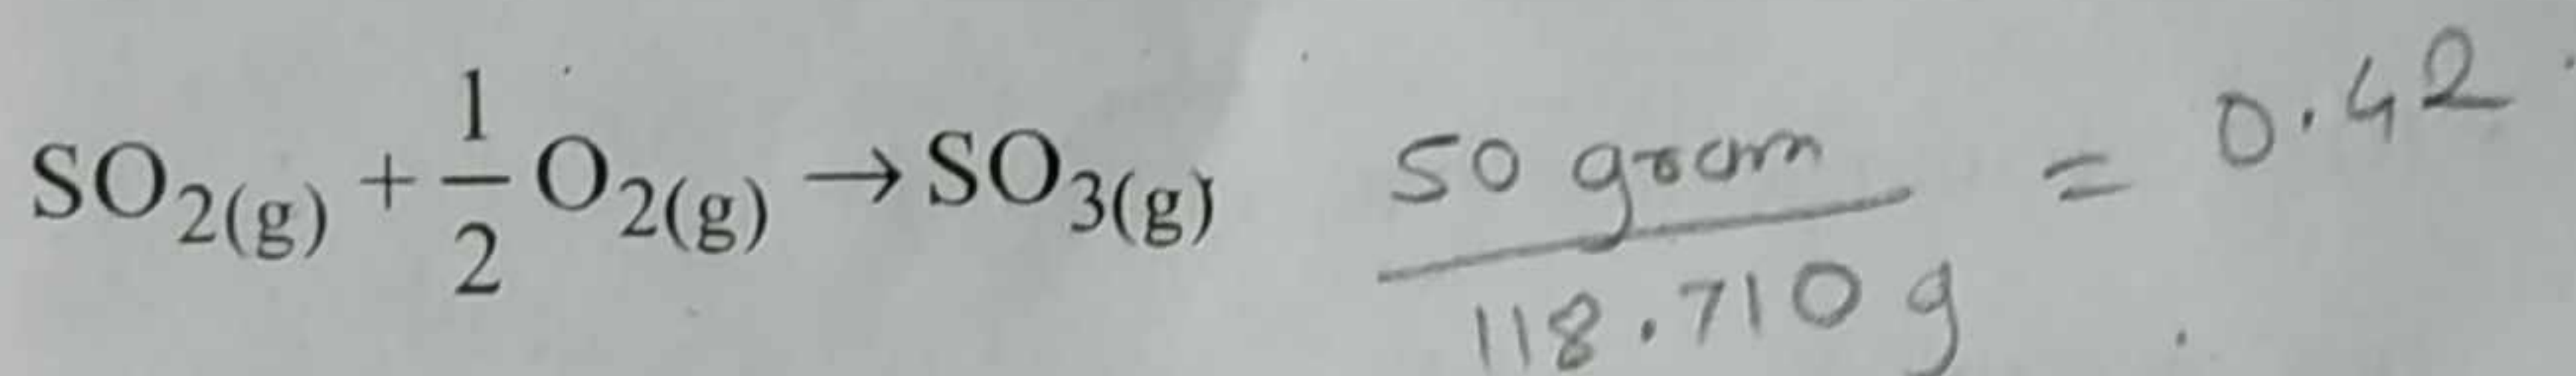 SO2(g) + 1/2 O2(g) → SO3(g)
50 gram / 118.710 g = 0.42